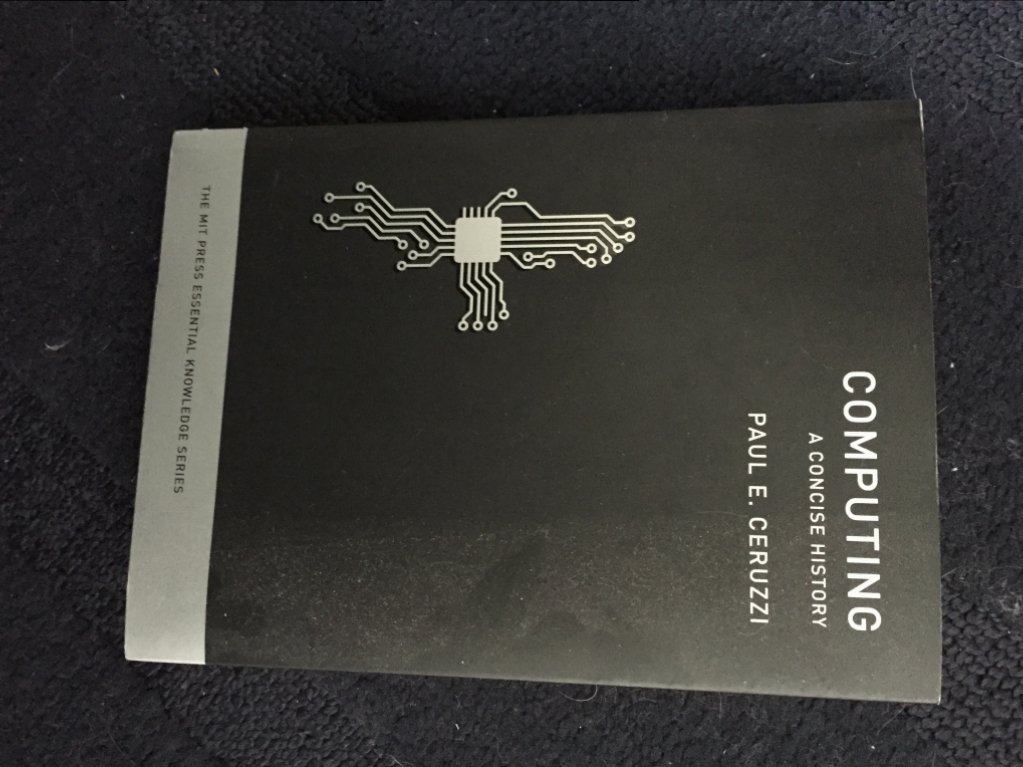 COMPUTING
A CONCISE HISTORY
PAUL E. CERUZZI
THE MIT PRESS ESSENTIAL KNOWLEDGE SERIES